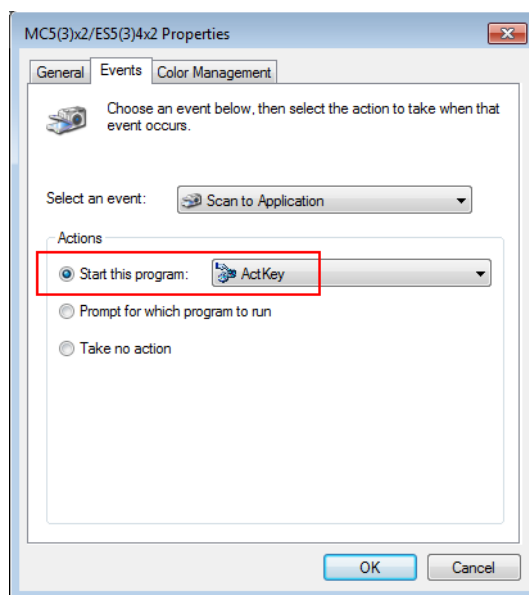 MC5(3)x2/ES5(3)4x2 Properties
General Events Color Management
Choose an event below, then select the action to take when that
event occurs.
Select an event: Scan to Application
Actions
Start this program: ActKey
Prompt for which program to run
Take no action
OK Cancel